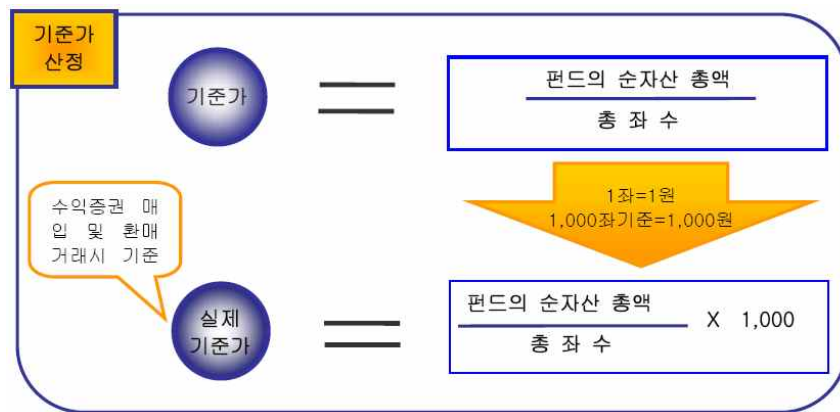 기준가
산정
기준가
펀드의 순자산 총액
총 좌 수
1좌=1원
1,000좌기준=1,000원
수익증권 매
입 및 환매
거래시 기준
실제
기준가
펀드의 순자산 총액
총 좌 수
X 1,000